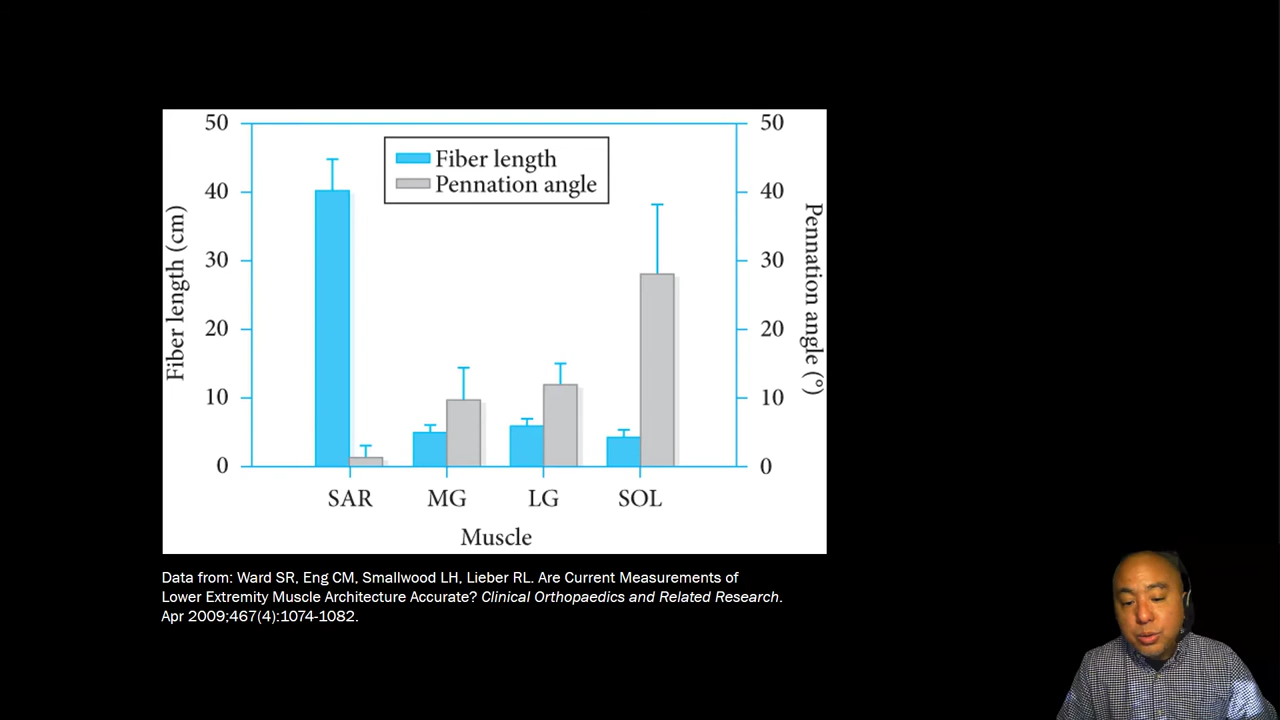 50
40
30
20
10
0
Fiber length (cm)
Fiber length
Pennation angle
50
40
30
20
10
0
Pennation angle (°)
SAR MG LG SOL
Muscle
Data from: Ward SR, Eng CM, Smallwood LH, Lieber RL. Are Current Measurements of
Lower Extremity Muscle Architecture Accurate? Clinical Orthopaedics and Related Research.
Apr 2009;467(4):1074-1082.